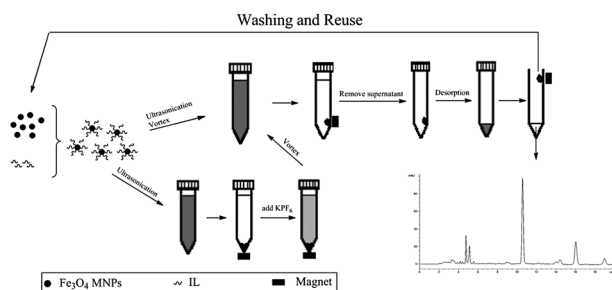 Washing and Reuse
Ultrasonication
Vortex
Remove supernatant
Desorption
Vortex
Ultrasonication
add KPF₆
Fe₃O₄ MNPs
IL
Magnet